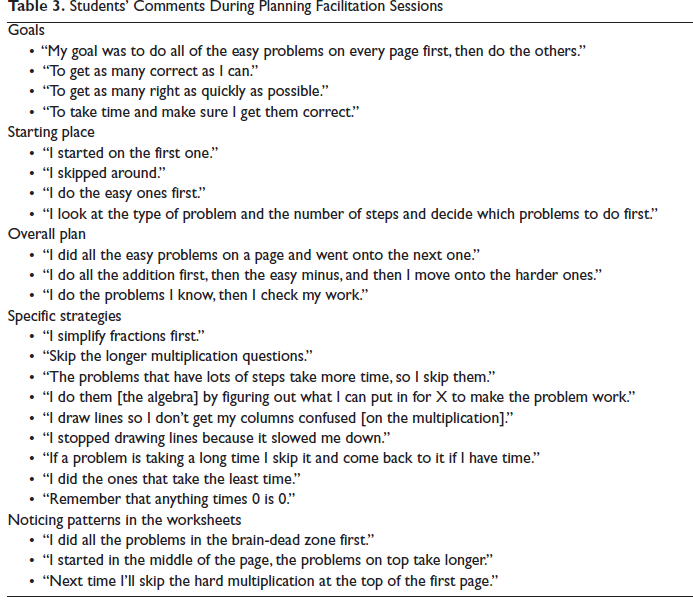 Table 3. Students' Comments During Planning Facilitation Sessions
Goals
• "My goal was to do all of the easy problems on every page first, then do the others."
• "To get as many correct as I can."
• "To get as many right as quickly as possible."
• "To take time and make sure I get them correct."
Starting place
• "I started on the first one."
• "I skipped around."
• "I do the easy ones first."
• "I look at the type of problem and the number of steps and decide which problems to do first."
Overall plan
• "I did all the easy problems on a page and went onto the next one."
• "I do all the addition first, then the easy minus, and then I move onto the harder ones."
• "I do the problems I know, then I check my work."
Specific strategies
• "I simplify fractions first."
• "Skip the longer multiplication questions."
• "The problems that have lots of steps take more time, so I skip them."
• "I do them [the algebra] by figuring out what I can put in for X to make the problem work."
• "I draw lines so I don't get my columns confused [on the multiplication]."
• "I stopped drawing lines because it slowed me down."
• "If a problem is taking a long time I skip it and come back to it if I have time."
• "I did the ones that take the least time."
• "Remember that anything times 0 is 0."
Noticing patterns in the worksheets
• "I did all the problems in the brain-dead zone first."
• "I started in the middle of the page, the problems on top take longer."
• "Next time I'll skip the hard multiplication at the top of the first page."